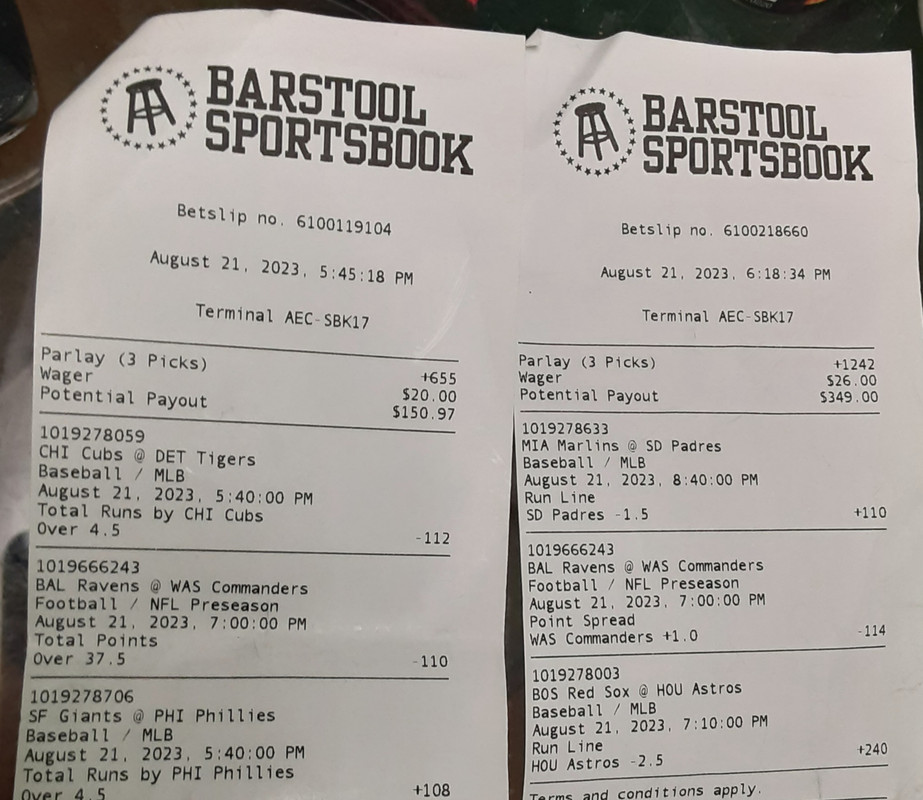 BARSTOOL
SPORTSBOOK
Betslip no. 6100119104
August 21, 2023, 5:45:18 PM
Terminal AEC-SBK17
Parlay (3 Picks) +655
Wager $20.00
Potential Payout $150.97
1019278059
CHI Cubs @ DET Tigers
Baseball / MLB
August 21, 2023, 5:40:00 PM
Total Runs by CHI Cubs
Over 4.5 -112
1019666243
BAL Ravens @ WAS Commanders
Football / NFL Preseason
August 21, 2023, 7:00:00 PM
Total Points
Over 37.5 -110
1019278706
SF Giants @ PHI Phillies
Baseball / MLB
August 21, 2023, 5:40:00 PM
Total Runs by PHI Phillies
Over 4.5 +108
BARSTOOL
SPORTSBOOK
Betslip no. 6100218660
August 21, 2023, 6:18:34 PM
Terminal AEC-SBK17
Parlay (3 Picks) +1242
Wager $26.00
Potential Payout $349.00
1019278633
MIA Marlins @ SD Padres
Baseball / MLB
August 21, 2023, 8:40:00 PM
Run Line
SD Padres -1.5 +110
1019666243
BAL Ravens @ WAS Commanders
Football / NFL Preseason
August 21, 2023, 7:00:00 PM
Point Spread
WAS Commanders +1.0 -114
1019278003
BOS Red Sox @ HOU Astros
Baseball / MLB
August 21, 2023, 7:10:00 PM
Run Line
HOU Astros -2.5 +240
Terms and conditions apply.